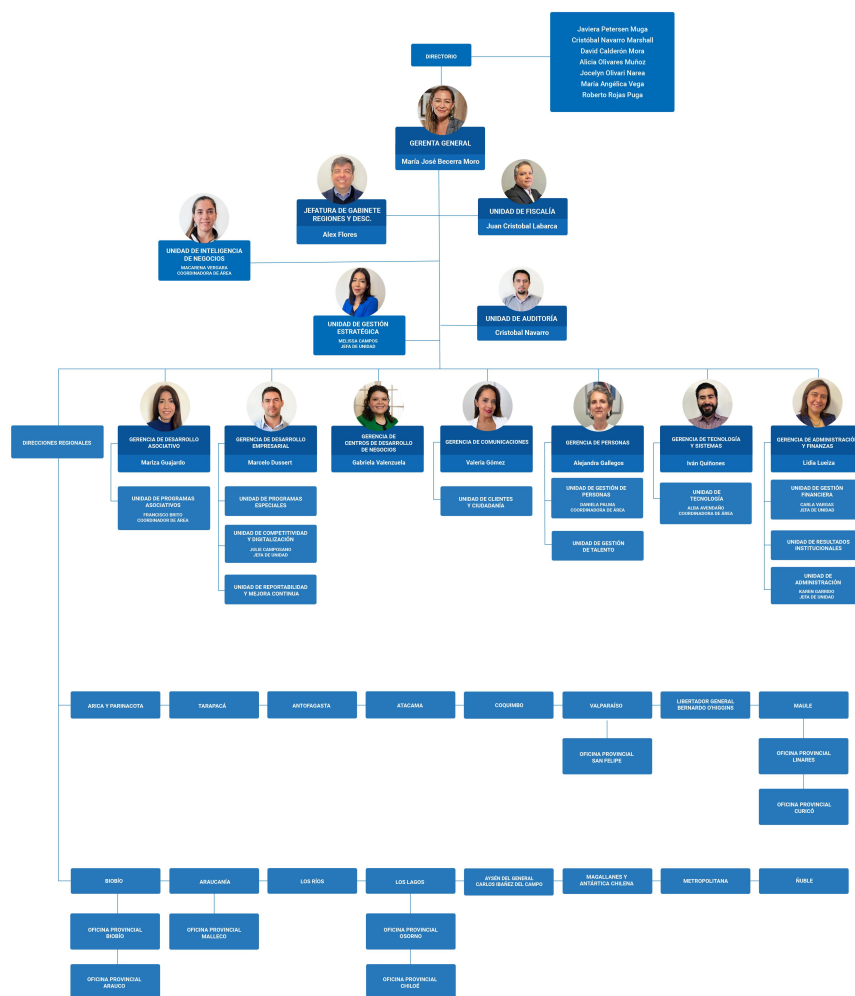 DIRECTORIO
Javiera Petersen Muga
Cristóbal Navarro Marshall
David Calderón Mora
Alicia Olivares Muñoz
Jocelyn Olivari Narea
María Angélica Vega
Roberto Rojas Puga
GERENTA GENERAL
María José Becerra Moro
JEFATURA DE GABINETE
REGIONES Y DESC.
Alex Flores
UNIDAD DE FISCALÍA
Juan Cristobal Labarca
UNIDAD DE INTELIGENCIA
DE NEGOCIOS
MACARENA VERGARA
COORDINADORA DE ÁREA
UNIDAD DE GESTIÓN
ESTRATÉGICA
MELISSA CAMPOS
JEFA DE UNIDAD
UNIDAD DE AUDITORÍA
Cristobal Navarro
DIRECCIONES REGIONALES
GERENCIA DE DESARROLLO
ASOCIATIVO
Mariza Guajardo
UNIDAD DE PROGRAMAS
ASOCIATIVOS
FRANCISCO BRITO
COORDINADOR DE ÁREA
GERENCIA DE DESARROLLO
EMPRESARIAL
Marcelo Dussert
UNIDAD DE PROGRAMAS
ESPECIALES
UNIDAD DE COMPETITIVIDAD
Y DIGITALIZACIÓN
JULIE CAMPOSANO
JEFA DE UNIDAD
UNIDAD DE REPORTABILIDAD
Y MEJORA CONTINUA
GERENCIA DE
CENTROS DE DESARROLLO
DE NEGOCIOS
Gabriela Valenzuela
GERENCIA DE COMUNICACIONES
Valeria Gómez
UNIDAD DE CLIENTES
Y CIUDADANÍA
GERENCIA DE PERSONAS
Alejandra Gallegos
UNIDAD DE GESTIÓN DE
PERSONAS
DANIELA PALMA
COORDINADORA DE ÁREA
UNIDAD DE GESTIÓN
DE TALENTO
GERENCIA DE TECNOLOGÍA
Y SISTEMAS
Iván Quiñones
UNIDAD DE
TECNOLOGÍA
ALDA AVENDAÑO
COORDINADORA DE ÁREA
GERENCIA DE ADMINISTRACIÓN
Y FINANZAS
Lidia Lueiza
UNIDAD DE GESTIÓN
FINANCIERA
CARLA VARGAS
JEFA DE UNIDAD
UNIDAD DE RESULTADOS
INSTITUCIONALES
UNIDAD DE
ADMINISTRACIÓN
KAREN GARRIDO
JEFA DE UNIDAD
ARICA Y PARINACOTA
TARAPACÁ
ANTOFAGASTA
ATACAMA
COQUIMBO
VALPARAÍSO
LIBERTADOR GENERAL
BERNARDO O'HIGGINS
MAULE
OFICINA PROVINCIAL
SAN FELIPE
OFICINA PROVINCIAL
LINARES
OFICINA PROVINCIAL
CURICÓ
BIOBÍO
ARAUCANÍA
LOS RÍOS
LOS LAGOS
AYSÉN DEL GENERAL
CARLOS IBAÑEZ DEL CAMPO
MAGALLANES Y
ANTÁRTICA CHILENA
METROPOLITANA
ÑUBLE
OFICINA PROVINCIAL
BIOBÍO
OFICINA PROVINCIAL
MALLECO
OFICINA PROVINCIAL
OSORNO
OFICINA PROVINCIAL
ARAUCO
OFICINA PROVINCIAL
CHILOÉ